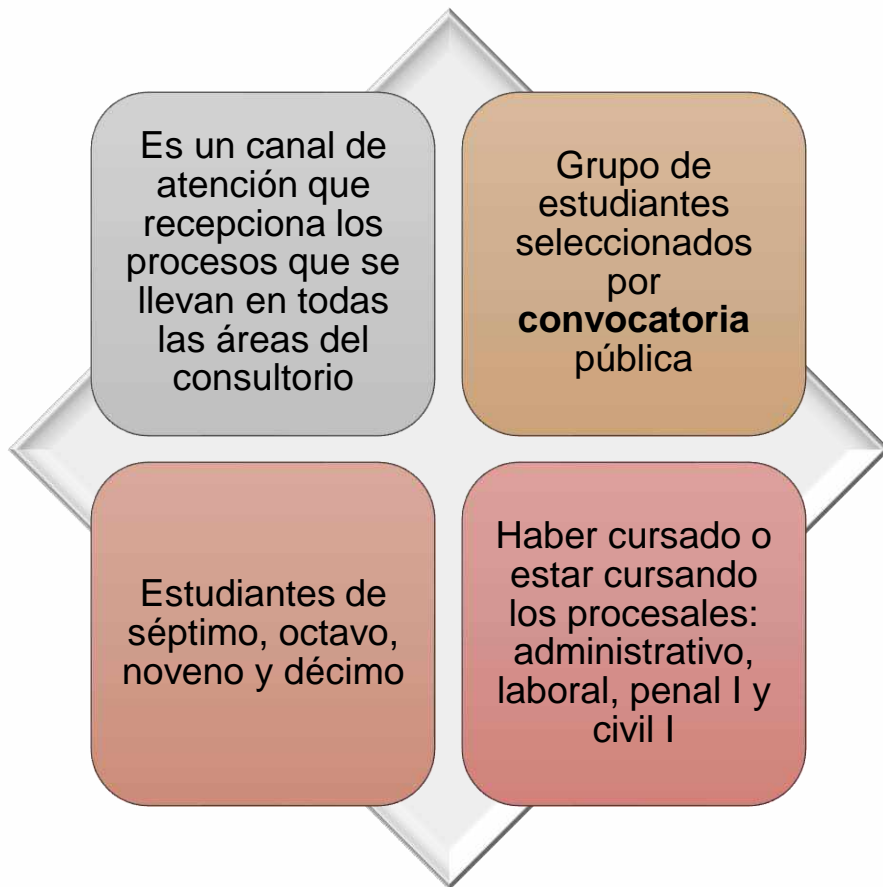 Es un canal de
atención que
recepciona los
procesos que se
llevan en todas
las áreas del
consultorio
Grupo de
estudiantes
seleccionados
por
convocatoria
pública
Estudiantes de
séptimo, octavo,
noveno y décimo
Haber cursado o
estar cursando
los procesales:
administrativo,
laboral, penal I y
civil I